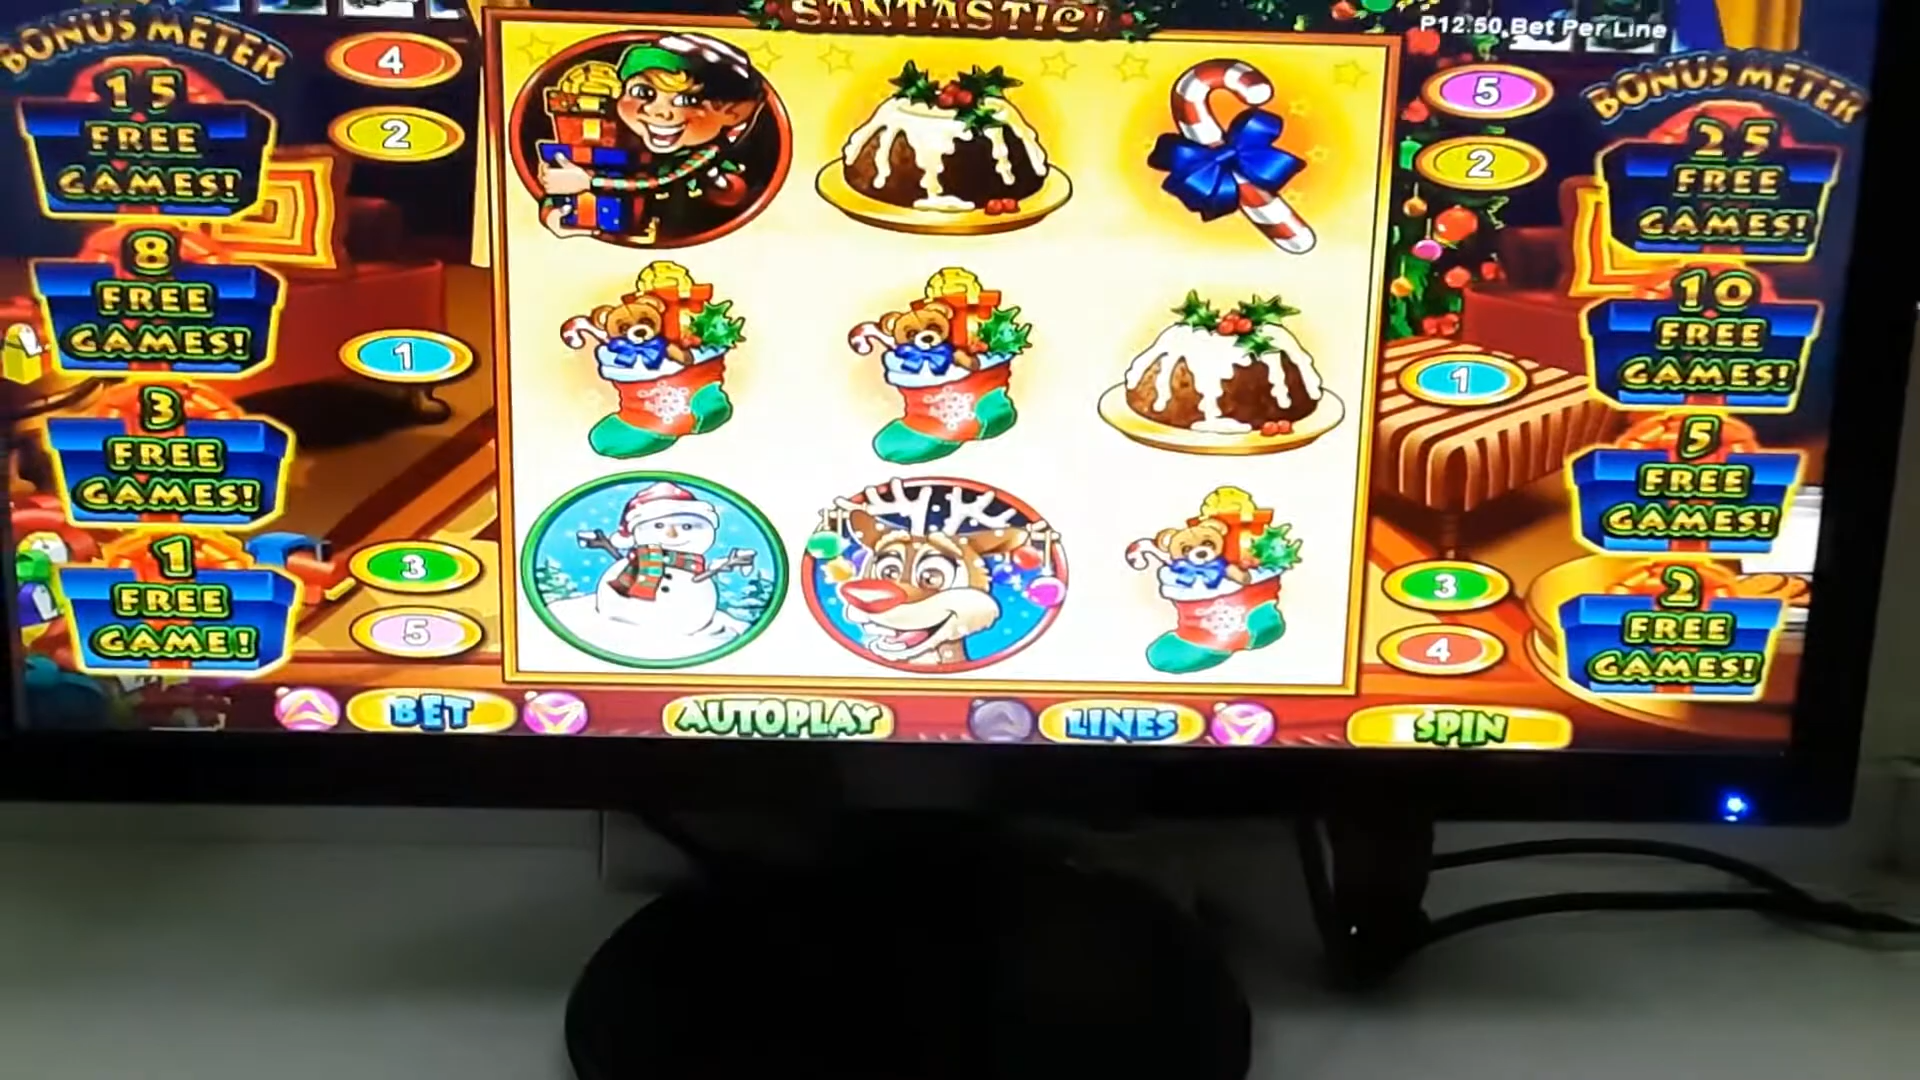 SANTASTIC!
P12.50 Bet Per Line
BONUS METER
15
FREE
GAMES!
8
FREE
GAMES!
3
FREE
GAMES!
1
FREE
GAME!
4
2
1
3
5
5
2
1
3
4
BONUS METER
25
FREE
GAMES!
10
FREE
GAMES!
5
FREE
GAMES!
2
FREE
GAMES!
BET
AUTOPLAY
LINES
SPIN